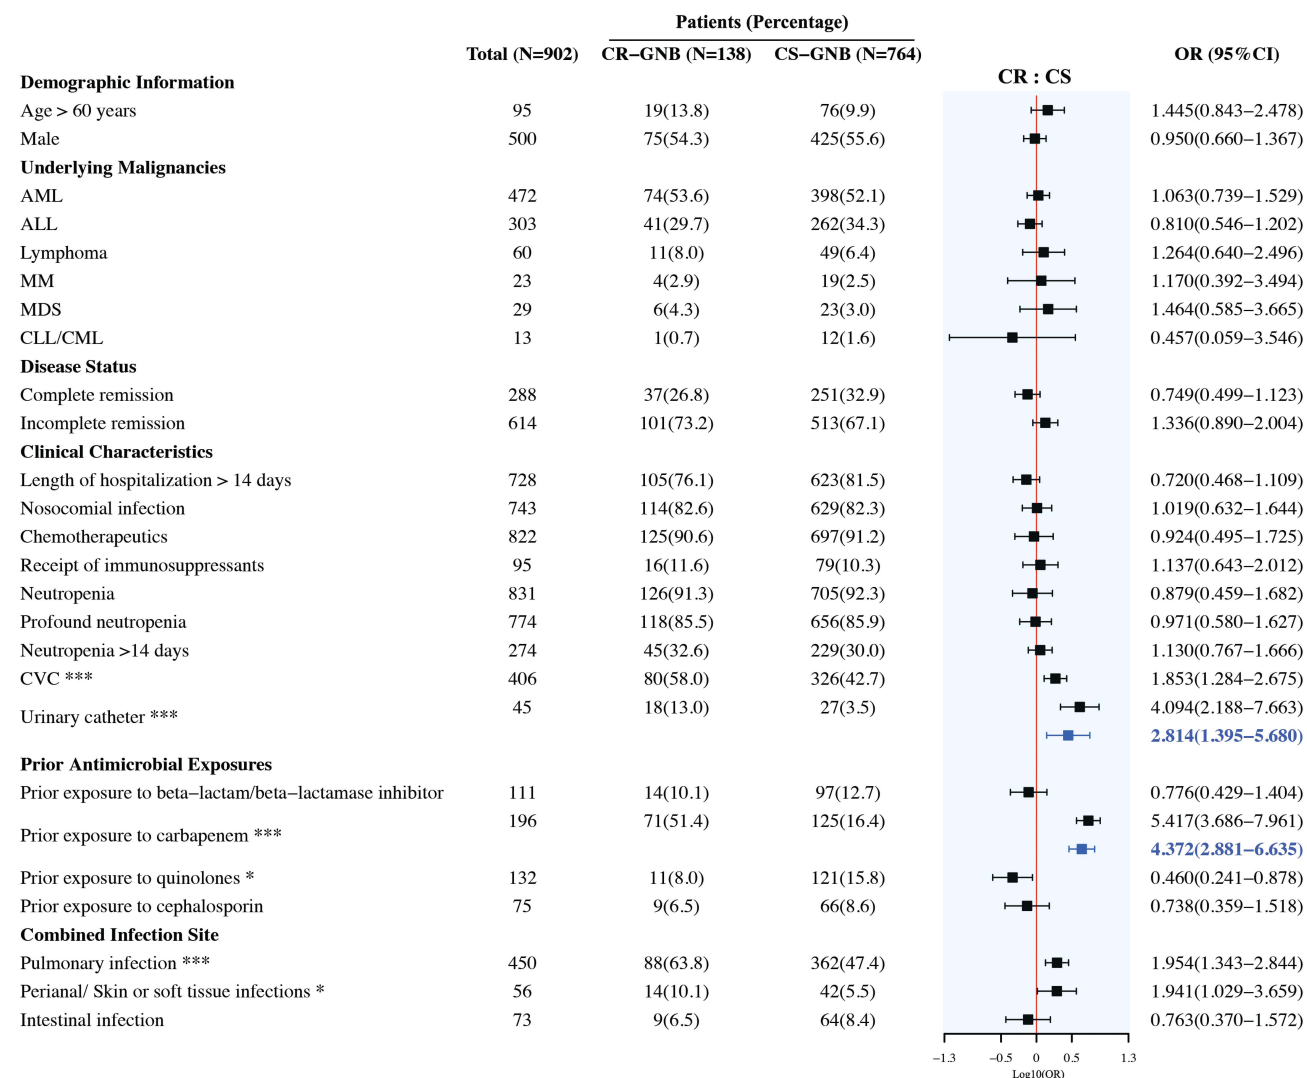 Patients (Percentage)
Total (N=902) CR−GNB (N=138) CS−GNB (N=764) OR (95%CI)
CR : CS
Demographic Information
Age > 60 years 95 19(13.8) 76(9.9) 1.445(0.843−2.478)
Male 500 75(54.3) 425(55.6) 0.950(0.660−1.367)
Underlying Malignancies
AML 472 74(53.6) 398(52.1) 1.063(0.739−1.529)
ALL 303 41(29.7) 262(34.3) 0.810(0.546−1.202)
Lymphoma 60 11(8.0) 49(6.4) 1.264(0.640−2.496)
MM 23 4(2.9) 19(2.5) 1.170(0.392−3.494)
MDS 29 6(4.3) 23(3.0) 1.464(0.585−3.665)
CLL/CML 13 1(0.7) 12(1.6) 0.457(0.059−3.546)
Disease Status
Complete remission 288 37(26.8) 251(32.9) 0.749(0.499−1.123)
Incomplete remission 614 101(73.2) 513(67.1) 1.336(0.890−2.004)
Clinical Characteristics
Length of hospitalization > 14 days 728 105(76.1) 623(81.5) 0.720(0.468−1.109)
Nosocomial infection 743 114(82.6) 629(82.3) 1.019(0.632−1.644)
Chemotherapeutics 822 125(90.6) 697(91.2) 0.924(0.495−1.725)
Receipt of immunosuppressants 95 16(11.6) 79(10.3) 1.137(0.643−2.012)
Neutropenia 831 126(91.3) 705(92.3) 0.879(0.459−1.682)
Profound neutropenia 774 118(85.5) 656(85.9) 0.971(0.580−1.627)
Neutropenia >14 days 274 45(32.6) 229(30.0) 1.130(0.767−1.666)
CVC *** 406 80(58.0) 326(42.7) 1.853(1.284−2.675)
Urinary catheter *** 45 18(13.0) 27(3.5) 4.094(2.188−7.663)
2.814(1.395−5.680)
Prior Antimicrobial Exposures
Prior exposure to beta−lactam/beta−lactamase inhibitor 111 14(10.1) 97(12.7) 0.776(0.429−1.404)
Prior exposure to carbapenem *** 196 71(51.4) 125(16.4) 5.417(3.686−7.961)
4.372(2.881−6.635)
Prior exposure to quinolones * 132 11(8.0) 121(15.8) 0.460(0.241−0.878)
Prior exposure to cephalosporin 75 9(6.5) 66(8.6) 0.738(0.359−1.518)
Combined Infection Site
Pulmonary infection *** 450 88(63.8) 362(47.4) 1.954(1.343−2.844)
Perianal/ Skin or soft tissue infections * 56 14(10.1) 42(5.5) 1.941(1.029−3.659)
Intestinal infection 73 9(6.5) 64(8.4) 0.763(0.370−1.572)
−1.3 −0.5 0 0.5 1.3
Log10(OR)